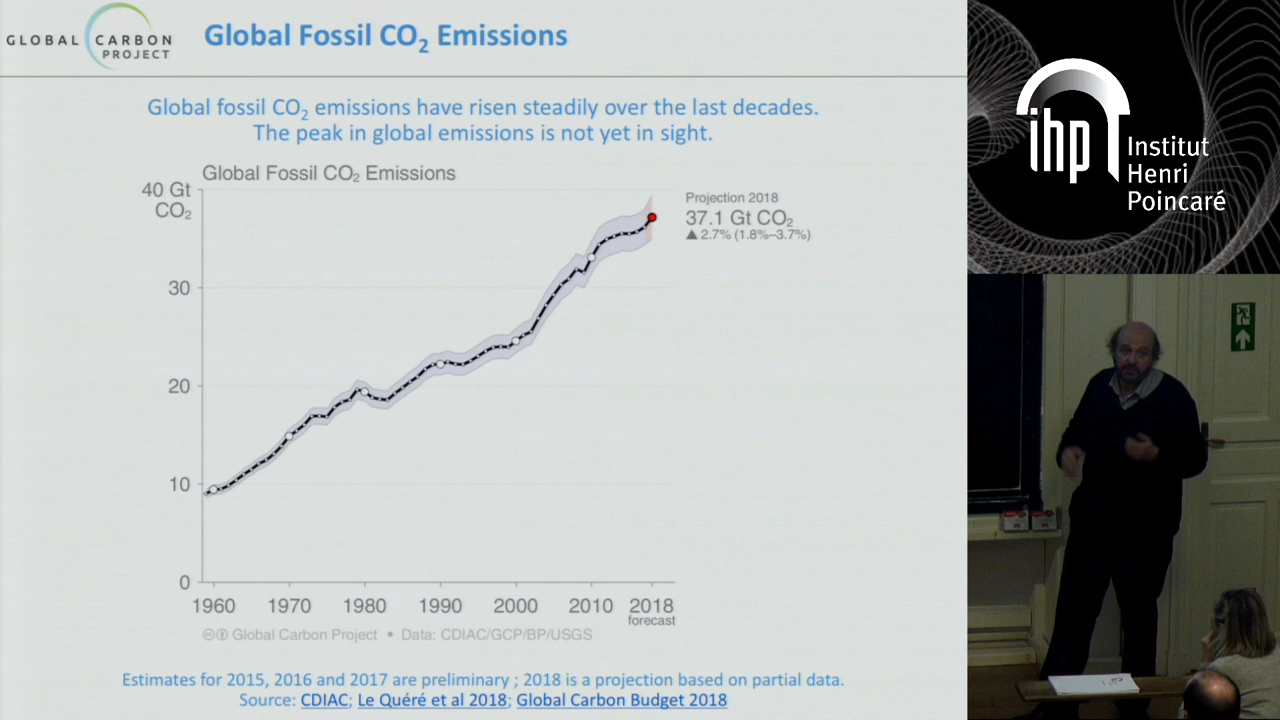 GLOBAL CARBON
PROJECT
Global Fossil CO₂ Emissions
Global fossil CO₂ emissions have risen steadily over the last decades.
The peak in global emissions is not yet in sight.
Global Fossil CO₂ Emissions
40 Gt
CO₂
30
20
10
0
1960
1970
1980
1990
2000
2010
2018
forecast
Projection 2018
37.1 Gt CO₂
▲ 2.7% (1.8%–3.7%)
Global Carbon Project • Data: CDIAC/GCP/BP/USGS
Estimates for 2015, 2016 and 2017 are preliminary ; 2018 is a projection based on partial data.
Source: CDIAC; Le Quéré et al 2018; Global Carbon Budget 2018
ihp
Institut
Henri
Poincaré